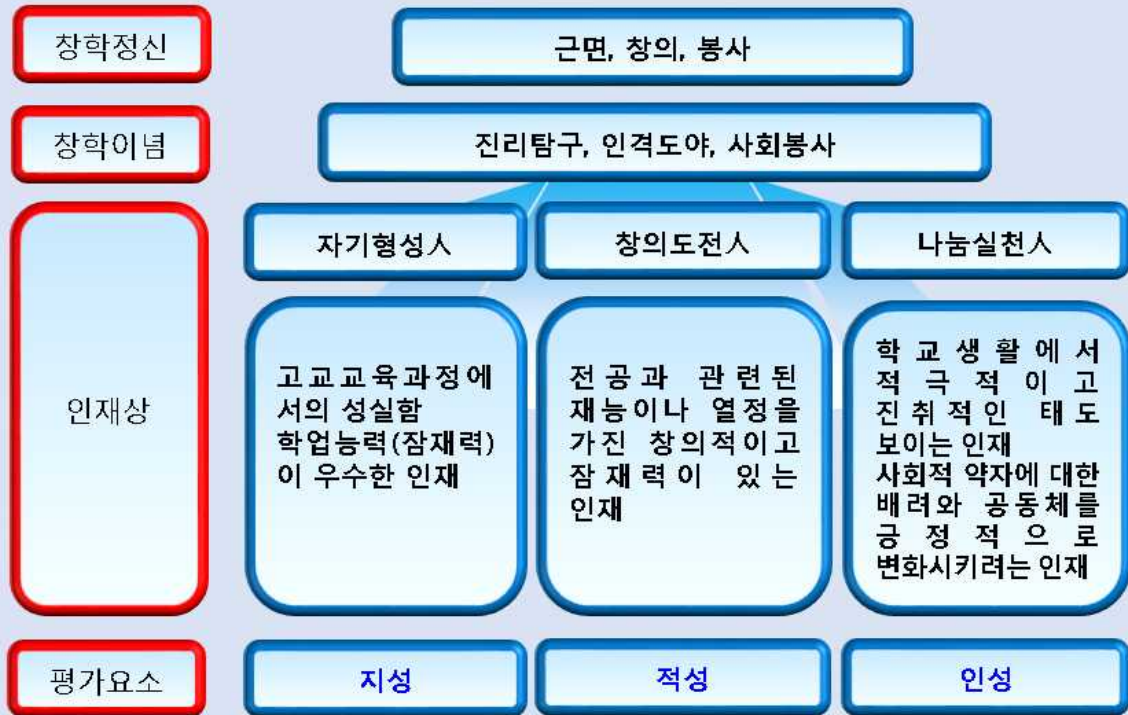 창학정신
근면, 창의, 봉사
창학이념
진리탐구, 인격도야, 사회봉사
인재상
자기형성人
창의도전人
나눔실천人
고교교육과정에
서의 성실함
학업능력(잠재력)
이 우수한 인재
전공과 관련된
재능이나 열정을
가진 창의적이고
잠재력이 있는
인재
학교생활에서
적극적이고
진취적인 태도
보이는 인재
사회적 약자에 대한
배려와 공동체를
긍정적으로
변화시키려는 인재
평가요소
지성
적성
인성